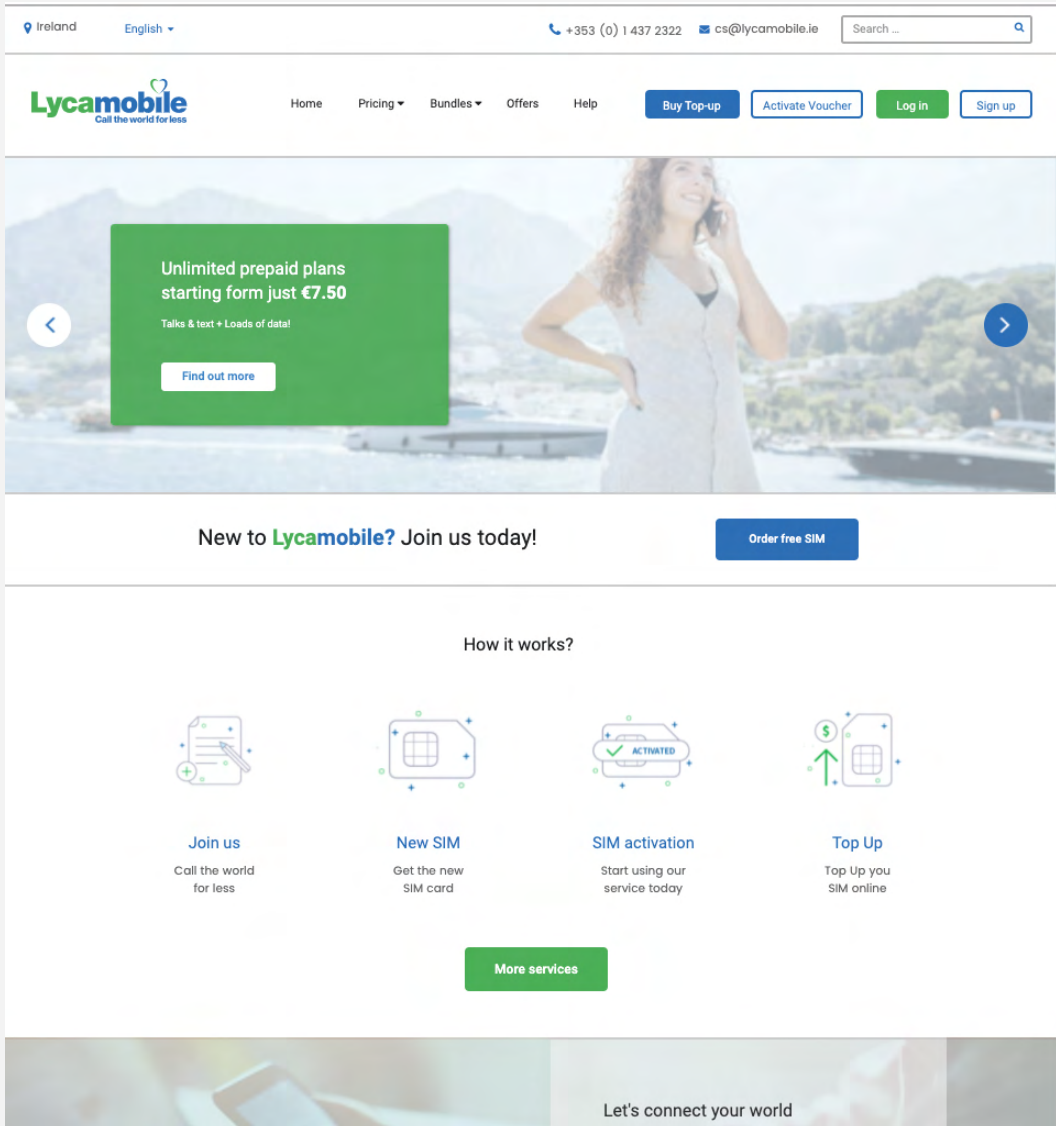 Ireland
English
+353 (0) 1 437 2322
cs@lycamobile.ie
Search ...
Lycamobile
Call the world for less
Home
Pricing
Bundles
Offers
Help
Buy Top-up
Activate Voucher
Log in
Sign up
Unlimited prepaid plans
starting form just €7.50
Talks & text + Loads of data!
Find out more
New to Lycamobile? Join us today!
Order free SIM
How it works?
ACTIVATED
$
Join us
New SIM
SIM activation
Top Up
Call the world
for less
Get the new
SIM card
Start using our
service today
Top Up you
SIM online
More services
Let's connect your world